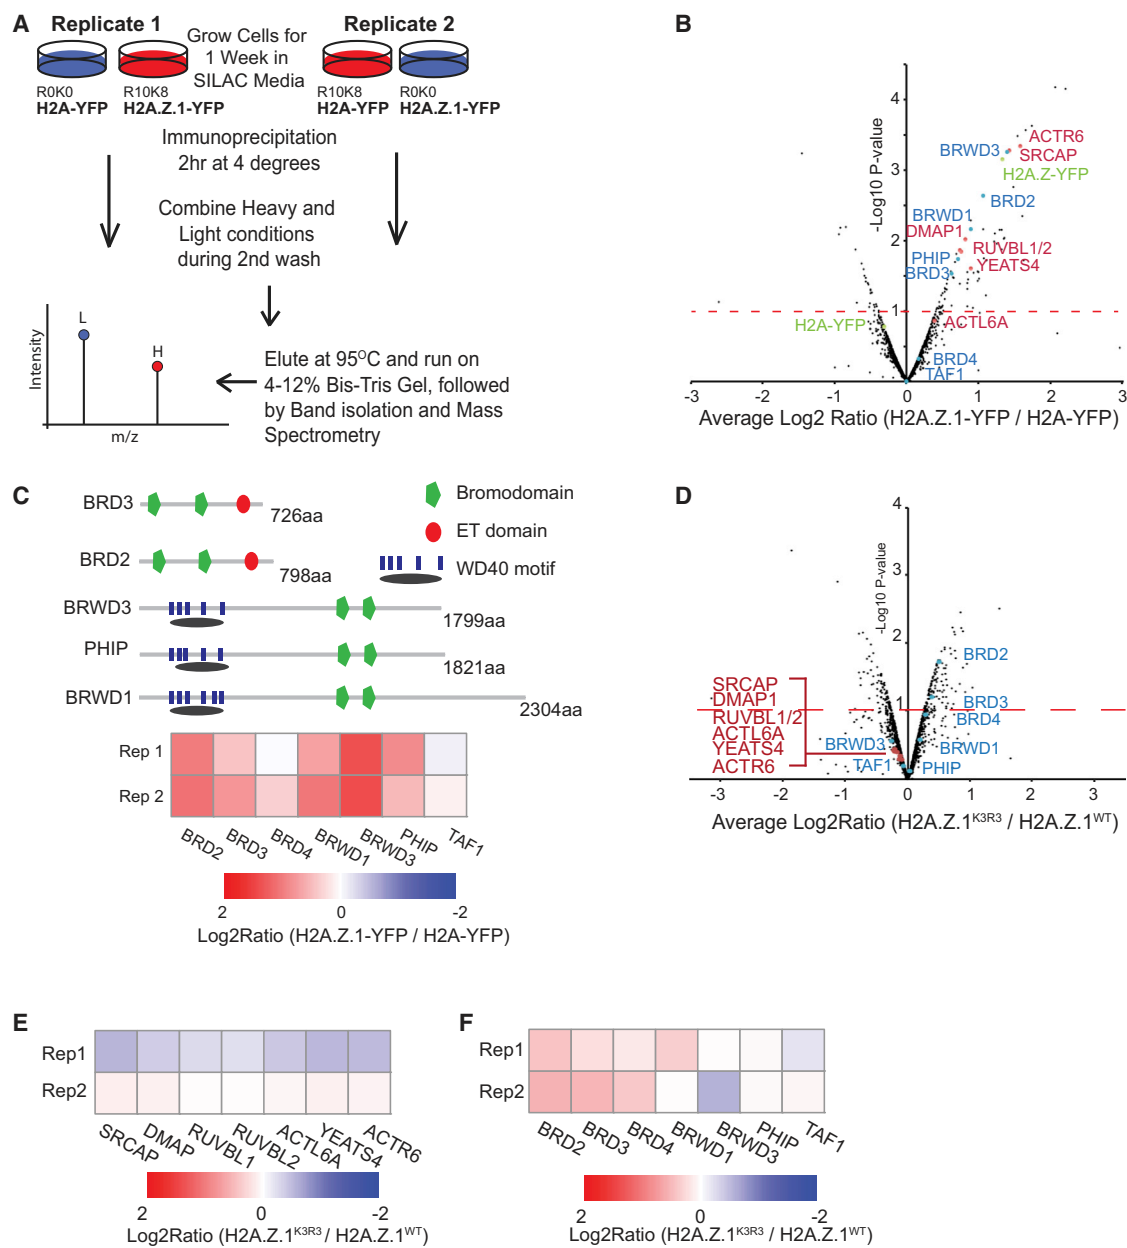 A
Replicate 1
Replicate 2
Grow Cells for
1 Week in
SILAC Media
R0K0
H2A-YFP
R10K8
H2A.Z.1-YFP
R10K8
H2A-YFP
R0K0
H2A.Z.1-YFP
Immunoprecipitation
2hr at 4 degrees
Combine Heavy and
Light conditions
during 2nd wash
Elute at 95°C and run on
4-12% Bis-Tris Gel, followed
by Band isolation and Mass
Spectrometry
Intensity
L
H
m/z
B
-Log10 P-value
4
3
2
1
ACTR6
BRWD3
SRCAP
H2A.Z-YFP
BRD2
BRWD1
DMAP1
RUVBL1/2
PHIP
YEATS4
BRD3
H2A-YFP
ACTL6A
BRD4
TAF1
-3 -2 -1 0 1 2 3
Average Log2 Ratio (H2A.Z.1-YFP / H2A-YFP)
C
BRD3
726aa
BRD2
798aa
BRWD3
1799aa
PHIP
1821aa
BRWD1
2304aa
Bromodomain
ET domain
WD40 motif
Rep 1
Rep 2
BRD2 BRD3 BRD4 BRWD1 BRWD3 PHIP TAF1
2 0 -2
Log2Ratio (H2A.Z.1-YFP / H2A-YFP)
D
-Log10 P-value
4
3
2
1
BRD2
SRCAP
DMAP1
RUVBL1/2
ACTL6A
YEATS4
ACTR6
BRD3
BRD4
BRWD3
BRWD1
TAF1
PHIP
-3 -2 -1 0 1 2 3
Average Log2Ratio (H2A.Z.1K3R3 / H2A.Z.1WT)
E
Rep1
Rep2
SRCAP DMAP RUVBL1 RUVBL2 ACTL6A YEATS4 ACTR6
2 0 -2
Log2Ratio (H2A.Z.1K3R3 / H2A.Z.1WT)
F
Rep1
Rep2
BRD2 BRD3 BRD4 BRWD1 BRWD3 PHIP TAF1
2 0 -2
Log2Ratio (H2A.Z.1K3R3 / H2A.Z.1WT)